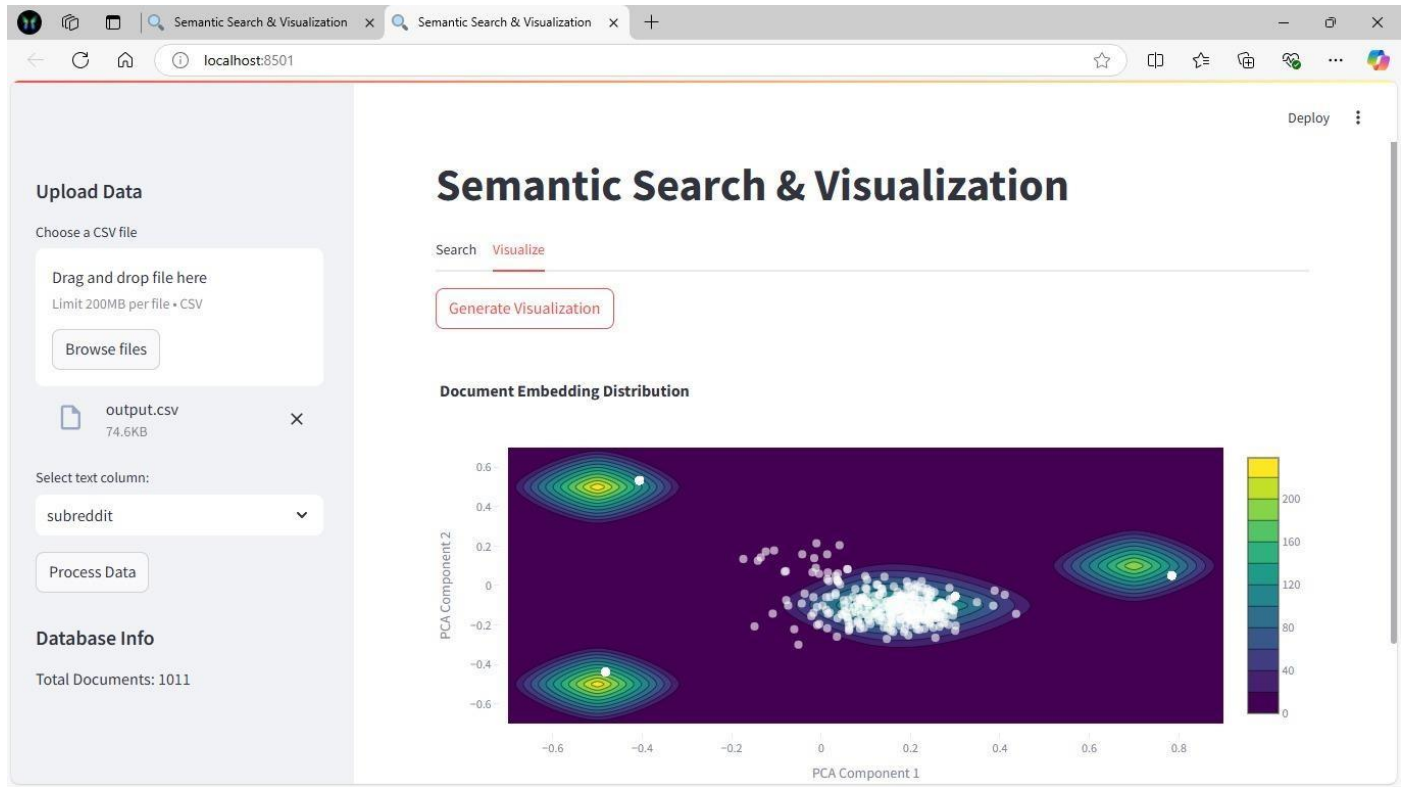 Semantic Search & Visualization
Semantic Search & Visualization
localhost:8501
Deploy
Upload Data
Choose a CSV file
Drag and drop file here
Limit 200MB per file • CSV
Browse files
output.csv
74.6KB
Select text column:
subreddit
Process Data
Database Info
Total Documents: 1011
Semantic Search & Visualization
Search Visualize
Generate Visualization
Document Embedding Distribution
PCA Component 2
0.6
0.4
0.2
0
−0.2
−0.4
−0.6
−0.6 −0.4 −0.2 0 0.2 0.4 0.6 0.8
PCA Component 1
200
160
120
80
40
0